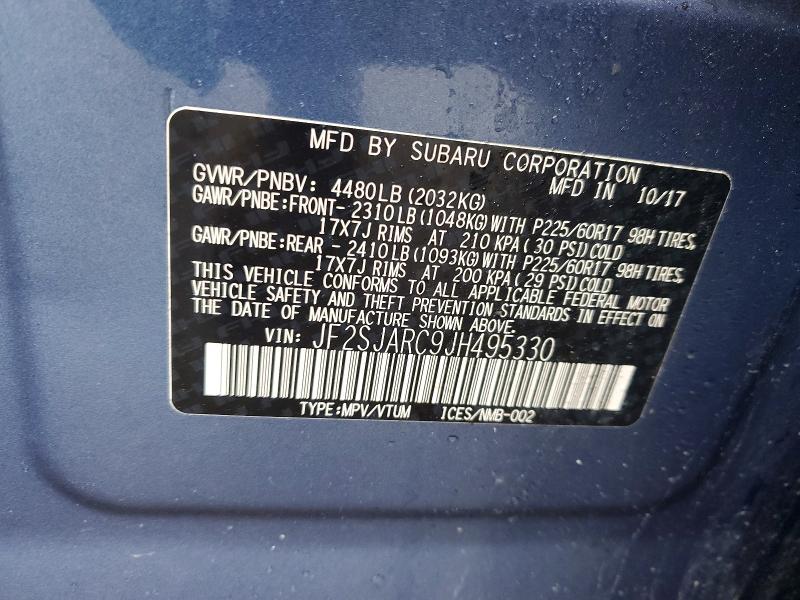 MFD BY SUBARU CORPORATION
MFD IN 10/17
GVWR/PNBV: 4480LB(2032KG)
GAWR/PNBE:FRONT- 2310LB(1048KG)WITH P225/60R17 98H TIRES,
17X7J RIMS AT 210 KPA(30 PSI)COLD
GAWR/PNBE:REAR - 2410LB(1093KG)WITH P225/60R17 98H TIRES,
17X7J RIMS AT 200 KPA(29 PSI)COLD
THIS VEHICLE CONFORMS TO ALL APPLICABLE FEDERAL MOTOR
VEHICLE SAFETY AND THEFT PREVENTION STANDARDS IN EFFECT ON
THE DATE OF MANUFACTURE SHOWN ABOVE.
VIN: JF2SJARC9JH495330
TYPE:MPV/VTUM ICES/NMB-002